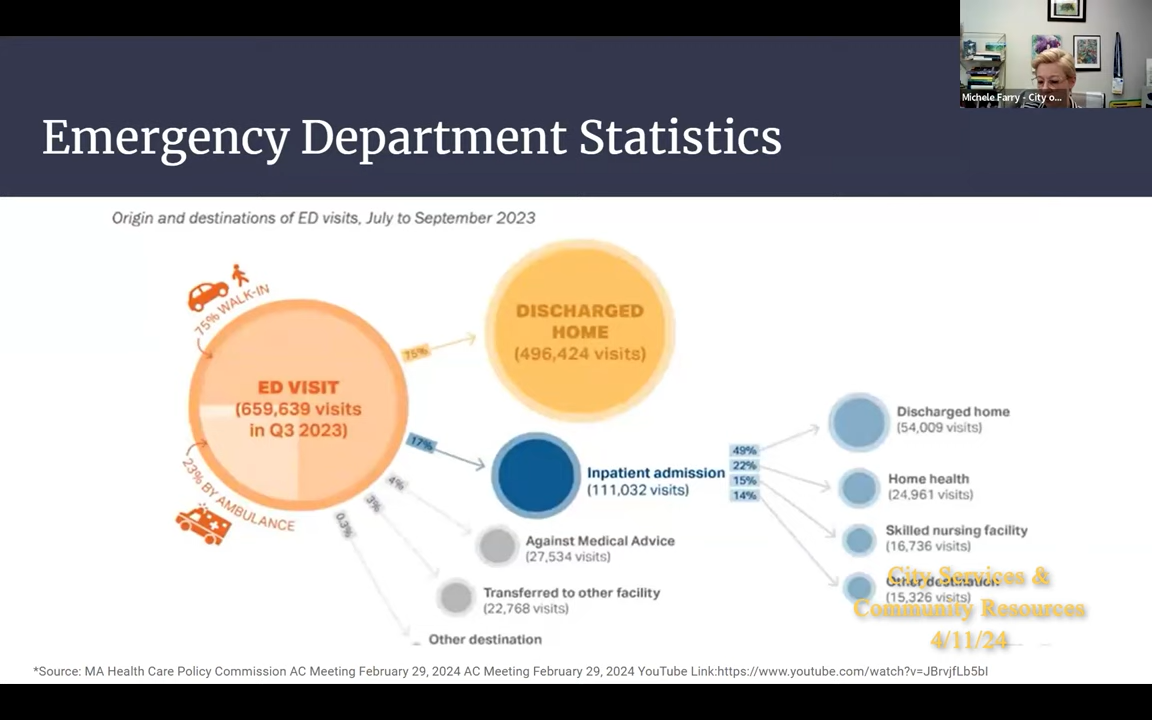 Michele Farry - City o...
Emergency Department Statistics
Origin and destinations of ED visits, July to September 2023
75% WALK-IN
ED VISIT
(659,639 visits
in Q3 2023)
23% BY AMBULANCE
75%
DISCHARGED
HOME
(496,424 visits)
17%
Inpatient admission
(111,032 visits)
4%
Against Medical Advice
(27,534 visits)
3%
Transferred to other facility
(22,768 visits)
0.3%
Other destination
49%
22%
15%
14%
Discharged home
(54,009 visits)
Home health
(24,961 visits)
Skilled nursing facility
(16,736 visits)
Other destination
(15,326 visits)
City Services &
Community Resources
4/11/24
*Source: MA Health Care Policy Commission AC Meeting February 29, 2024 AC Meeting February 29, 2024 YouTube Link:https://www.youtube.com/watch?v=JBrvjfLb5bI